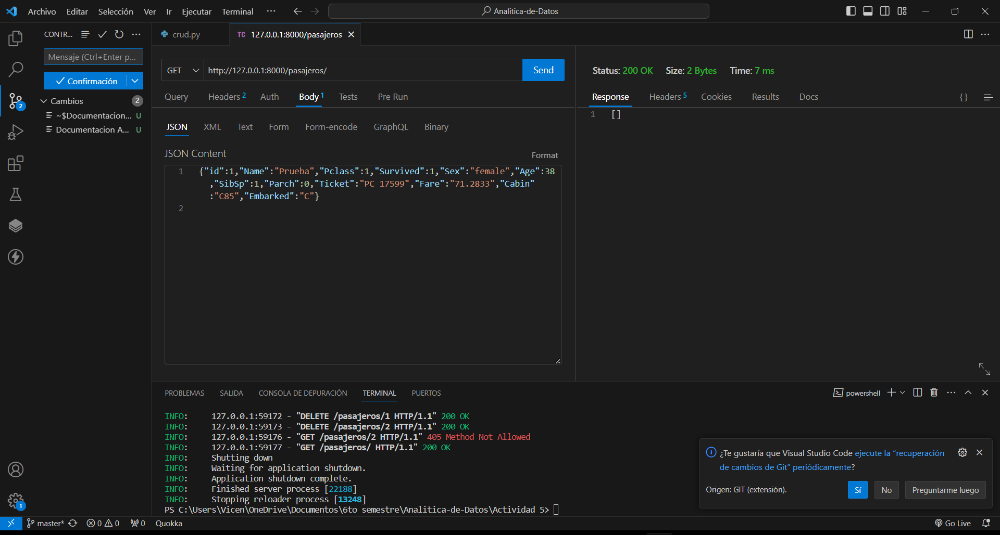 Archivo Editar Selección Ver Ir Ejecutar Terminal ··· Analitica-de-Datos
CONTR...
crud.py
TC 127.0.0.1:8000/pasajeros
Mensaje (Ctrl+Enter p...
Confirmación
Cambios 2
~$Documentacion... U
Documentacion A... U
2
1
GET http://127.0.0.1:8000/pasajeros/ Send
Query Headers 2 Auth Body 1 Tests Pre Run
JSON XML Text Form Form-encode GraphQL Binary
JSON Content
Format
1 {"id":1,"Name":"Prueba","Pclass":1,"Survived":1,"Sex":"female","Age":38
,"SibSp":1,"Parch":0,"Ticket":"PC 17599","Fare":"71.2833","Cabin"
:"C85","Embarked":"C"}
2
Status: 200 OK Size: 2 Bytes Time: 7 ms
Response Headers 5 Cookies Results Docs {}
1 []
PROBLEMAS SALIDA CONSOLA DE DEPURACIÓN TERMINAL PUERTOS
powershell
INFO: 127.0.0.1:59172 - "DELETE /pasajeros/1 HTTP/1.1" 200 OK
INFO: 127.0.0.1:59173 - "DELETE /pasajeros/2 HTTP/1.1" 200 OK
INFO: 127.0.0.1:59176 - "GET /pasajeros/2 HTTP/1.1" 405 Method Not Allowed
INFO: 127.0.0.1:59177 - "GET /pasajeros/ HTTP/1.1" 200 OK
INFO: Shutting down
INFO: Waiting for application shutdown.
INFO: Application shutdown complete.
INFO: Finished server process [22188]
INFO: Stopping reloader process [13248]
PS C:\Users\Vicen\OneDrive\Documentos\6to semestre\Analitica-de-Datos\Actividad 5>
¿Te gustaría que Visual Studio Code ejecute la "recuperación
de cambios de Git" periódicamente?
Origen: GIT (extensión).
Sí No Preguntarme luego
master* 0 0 0 Quokka
Go Live